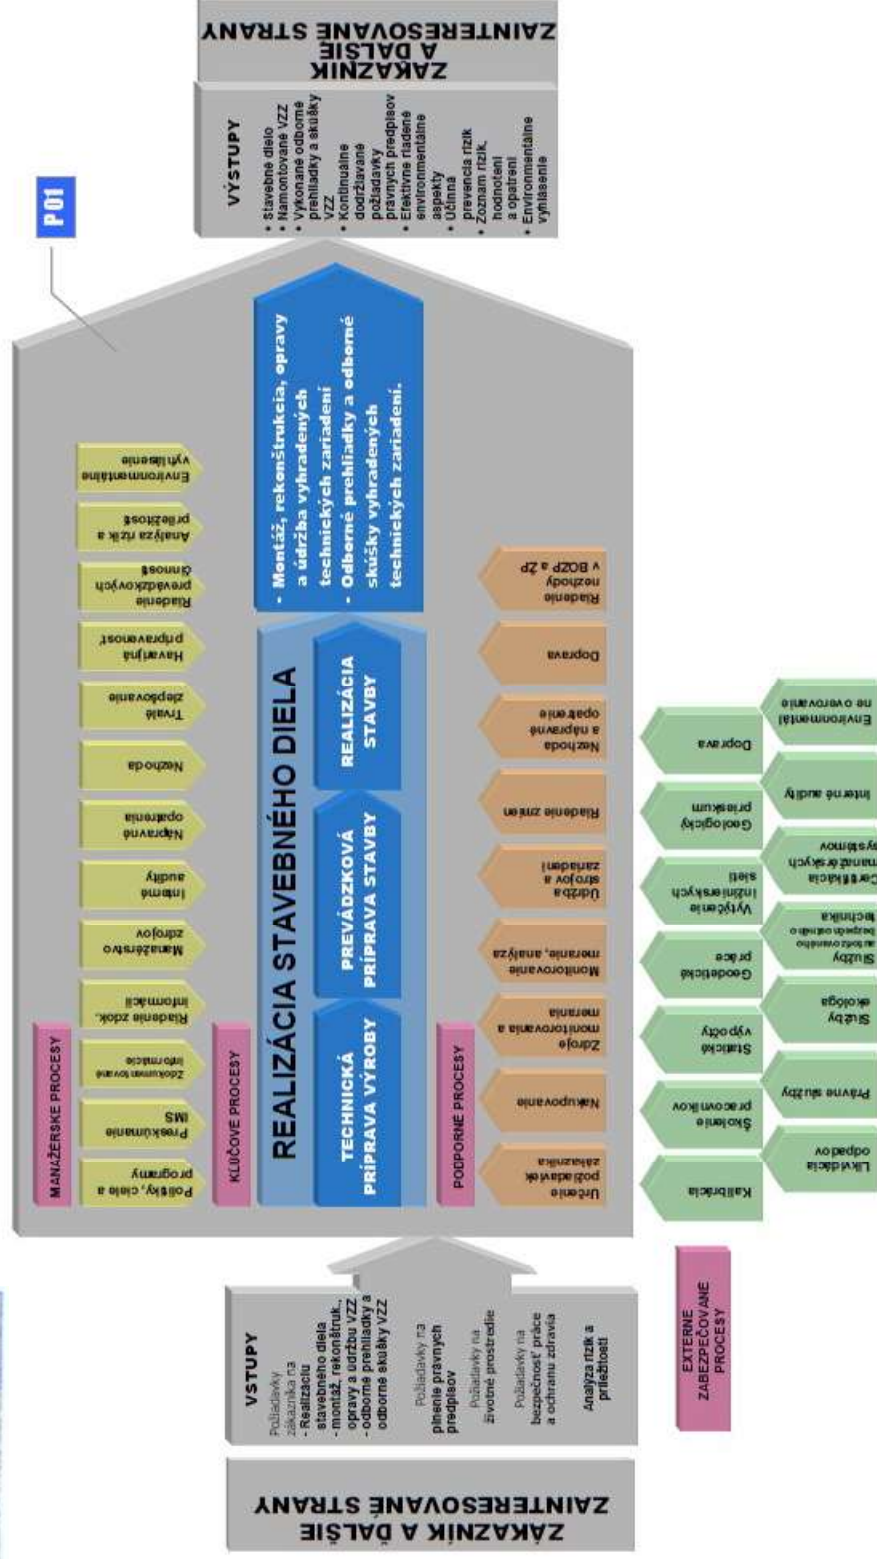 P01
ZÁKAZNÍK A ĎALŠIE
ZAINTERESOVANÉ STRANY
VSTUPY
Požiadavky
zákazníka na
- Realizáciu
stavebného diela
- montáž, rekonštruk.,
opravy a údržbu VZZ
- odborné prehliadky a
odborné skúšky VZZ
Požiadavky na
plnenie právnych
predpisov
Požiadavky na
životné prostredie
Požiadavky na
bezpečnosť práce
a ochranu zdravia
Analýza rizík a
príležitostí
MANAŽÉRSKE PROCESY
Politiky, ciele a
programy
Preskúmanie
IMS
Zdokumentované
informácie
Riadenie zdok.
informácií
Manažérstvo
zdrojov
Interné
audity
Nápravné
opatrenia
Nezhoda
Trvalé
zlepšovanie
Havarijná
pripravenosť
Riadenie
prevádzkových
činností
Analýza rizík a
príležitostí
Environmentálne
vyhlásenie
KĽÚČOVÉ PROCESY
REALIZÁCIA STAVEBNÉHO DIELA
TECHNICKÁ
PRÍPRAVA VÝROBY
PREVÁDZKOVÁ
PRÍPRAVA STAVBY
REALIZÁCIA
STAVBY
• Montáž, rekonštrukcia, opravy
a údržba vyhradených
technických zariadení
• Odborné prehliadky a odborné
skúšky vyhradených
technických zariadení.
PODPORNÉ PROCESY
Určenie
požiadaviek
zákazníka
Nakupovanie
Zdroje
monitorovania a
merania
Monitorovanie
meranie, analýza
Údržba
strojov a
zariadení
Riadenie zmien
Nezhoda
a nápravné
opatrenie
Doprava
Riadenie
nezhody
v BOZP a ŽP
EXTERNE
ZABEZPEČOVANÉ
PROCESY
Kalibrácia
Školenie
pracovníkov
Statické
výpočty
Geodetické
práce
Vytýčenie
inžinierskych
sietí
Geologický
prieskum
Doprava
Likvidácia
odpadov
Právne služby
Služby
ekológa
Služby
autorizovaného
bezpečnostného
technika
Certifikácia
manažérskych
systémov
Interné audity
Environmentál
ne overovanie
VÝSTUPY
• Stavebné dielo
• Namontované VZZ
• Vykonané odborné
prehliadky a skúšky
VZZ
• Kontinuálne
dodržiavané
požiadavky
právnych predpisov
• Efektívne riadené
environmentálne
aspekty
• Účinná
prevencia rizík
• Zoznam rizík,
hodnotení
a opatrení
• Environmentálne
vyhlásenie
ZÁKAZNÍK
A ĎALŠIE
ZAINTERESOVANÉ STRANY